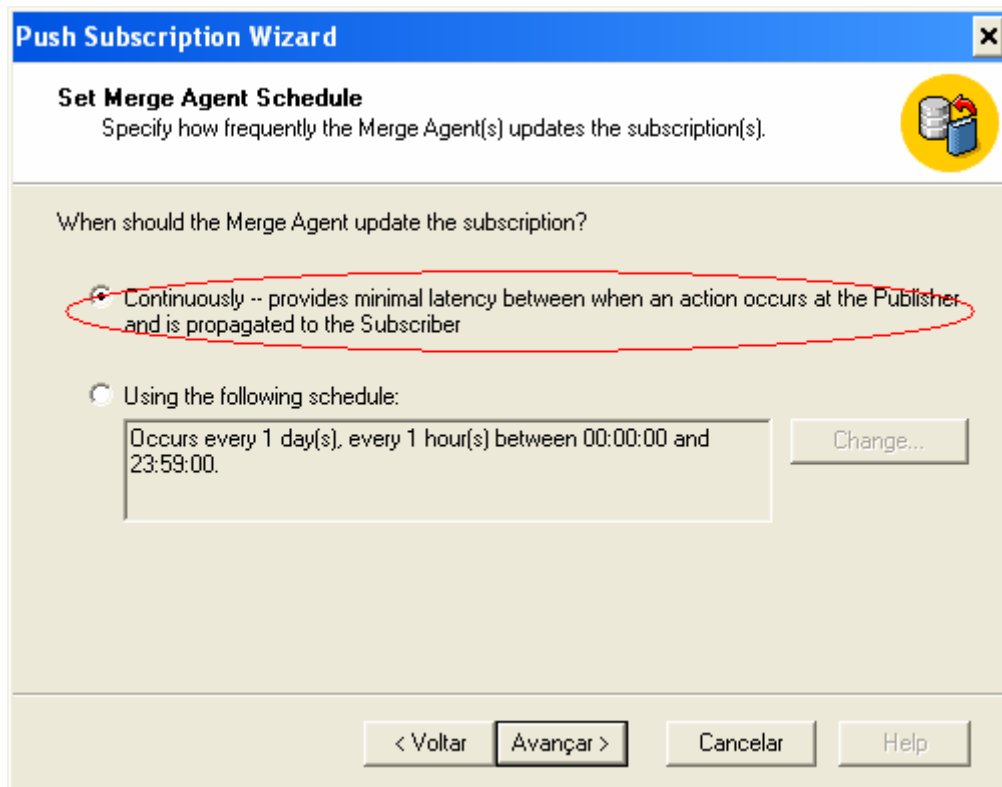 Push Subscription Wizard
Set Merge Agent Schedule
Specify how frequently the Merge Agent(s) updates the subscription(s).
When should the Merge Agent update the subscription?
Continuously -- provides minimal latency between when an action occurs at the Publisher
and is propagated to the Subscriber
Using the following schedule:
Occurs every 1 day(s), every 1 hour(s) between 00:00:00 and
23:59:00.
Change...
< Voltar
Avançar >
Cancelar
Help